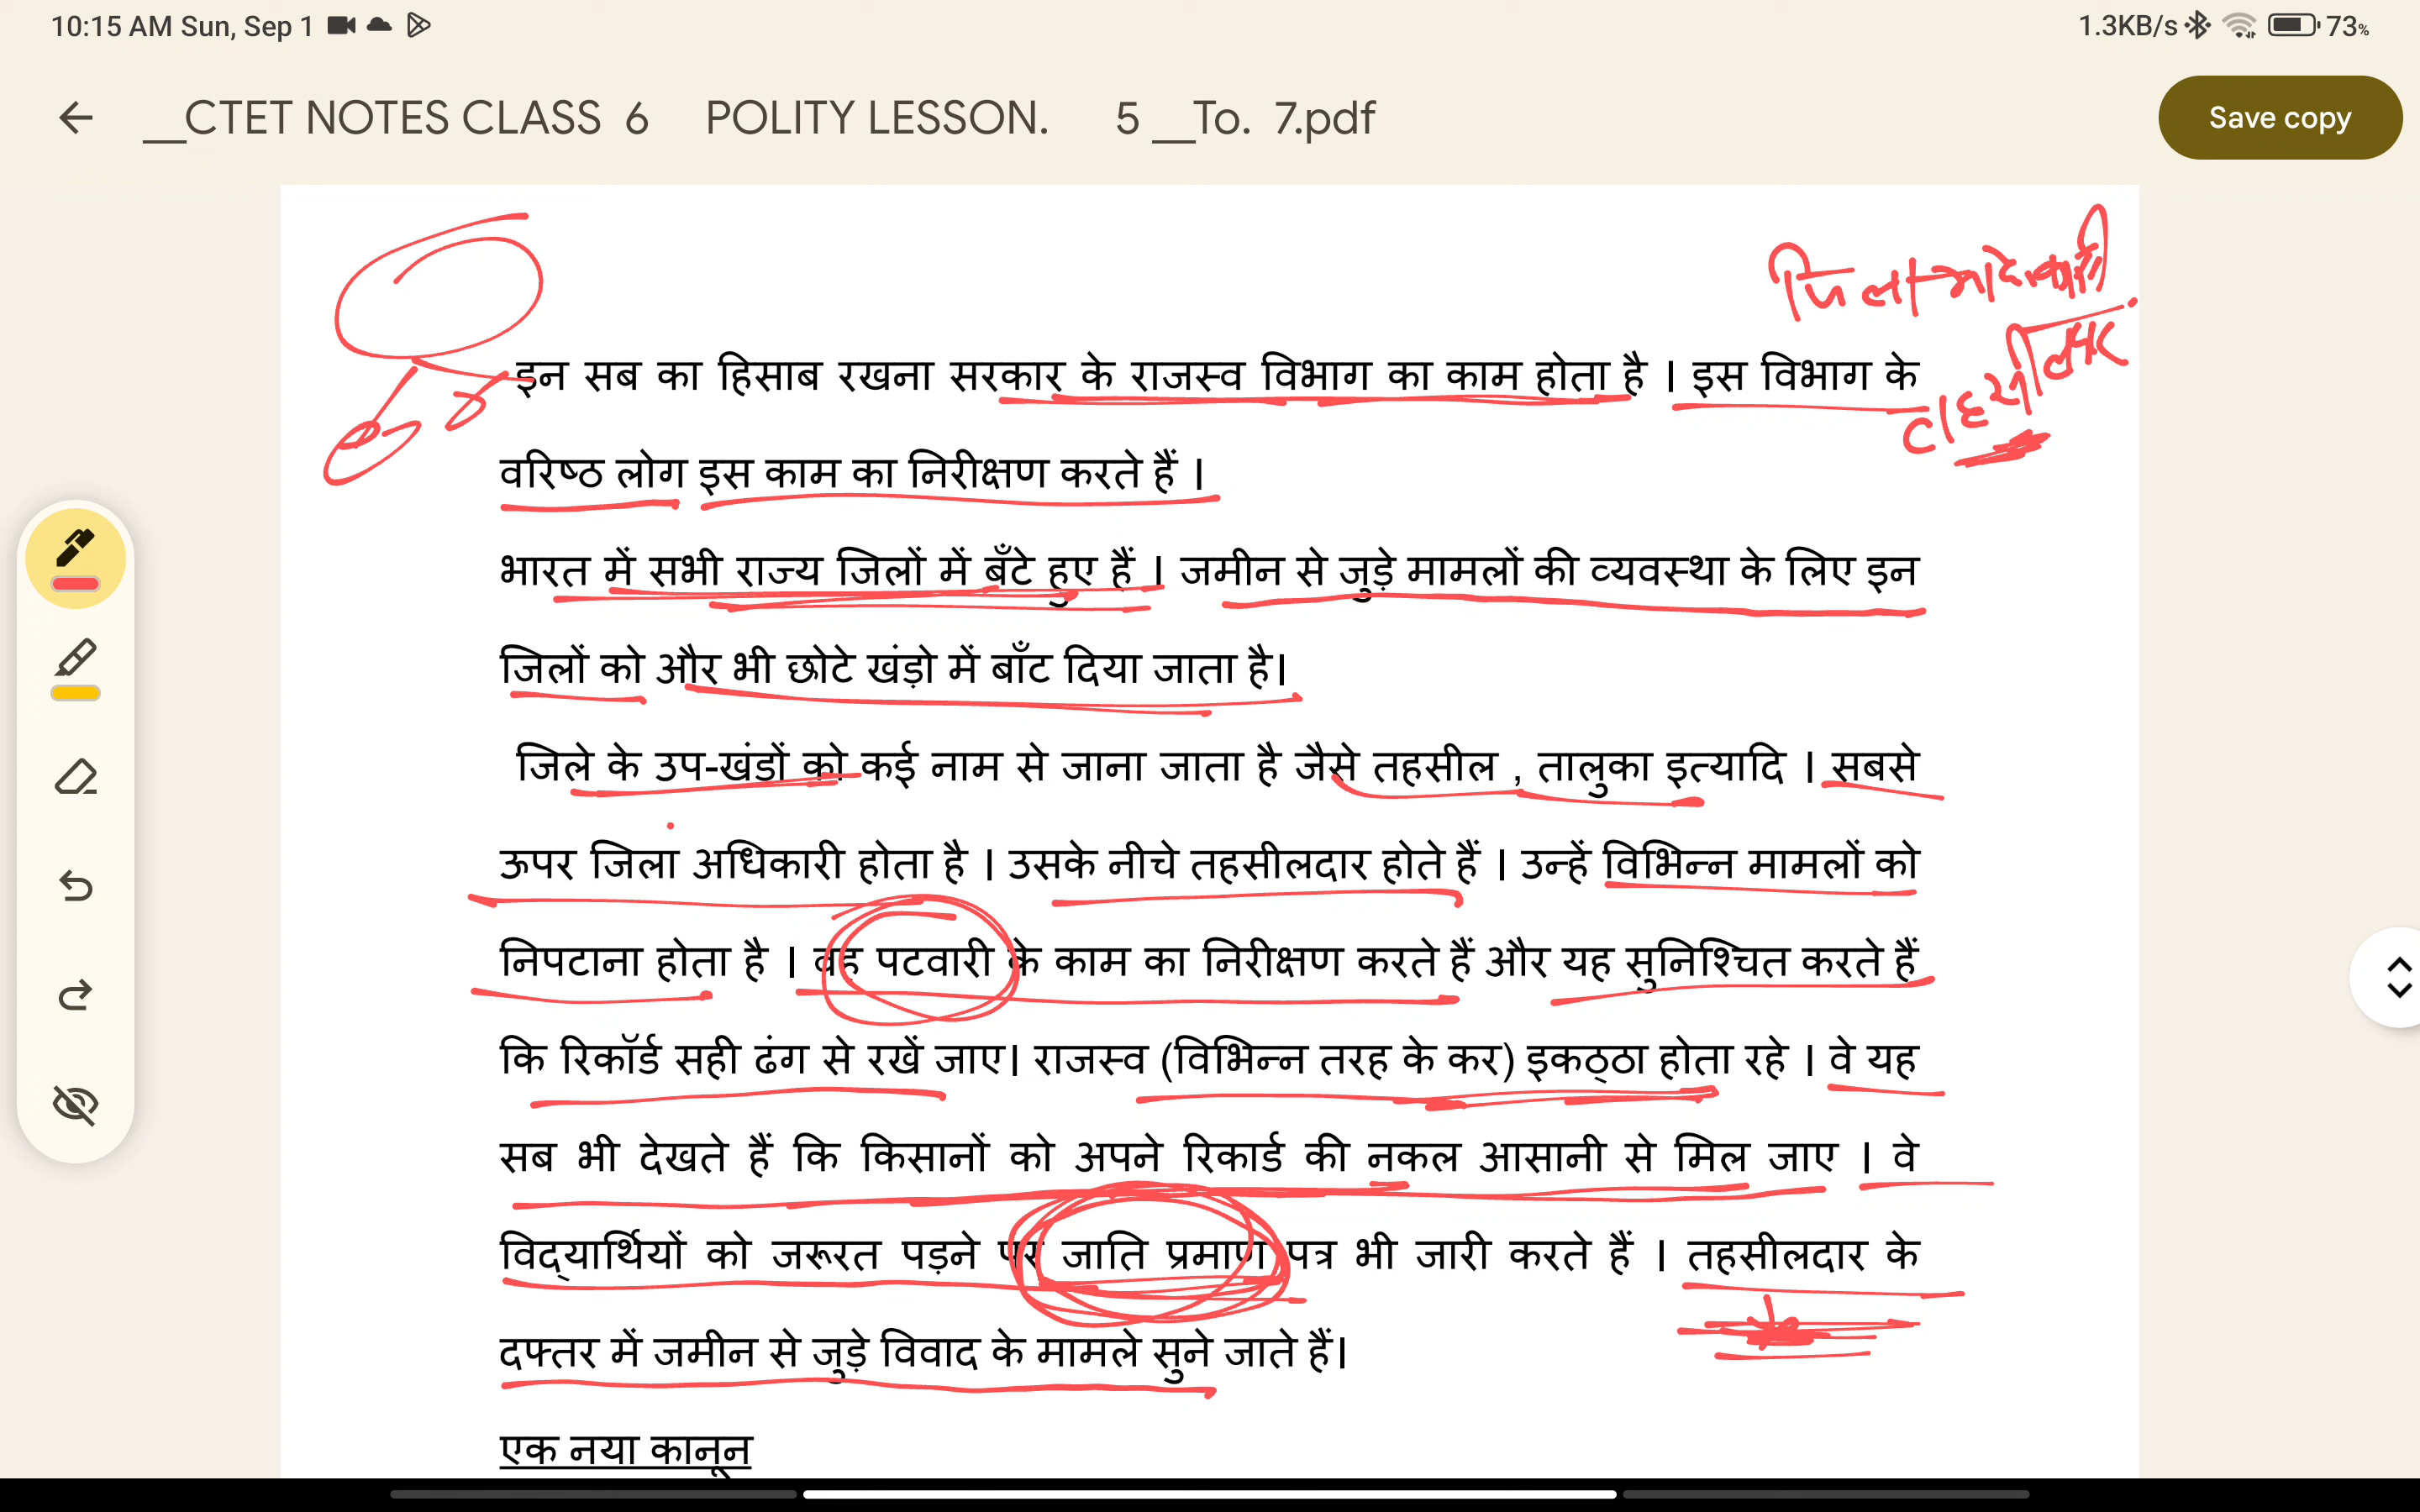 10:15 AM Sun, Sep 1
1.3KB/s 73%
__CTET NOTES CLASS 6 POLITY LESSON. 5 __To. 7.pdf
Save copy
इन सब का हिसाब रखना सरकार के राजस्व विभाग का काम होता है । इस विभाग के
वरिष्ठ लोग इस काम का निरीक्षण करते हैं ।
भारत में सभी राज्य जिलों में बँटे हुए हैं । जमीन से जुड़े मामलों की व्यवस्था के लिए इन
जिलों को और भी छोटे खंड़ो में बाँट दिया जाता है।
जिले के उप-खंडों को कई नाम से जाना जाता है जैसे तहसील , तालुका इत्यादि । सबसे
ऊपर जिला अधिकारी होता है । उसके नीचे तहसीलदार होते हैं । उन्हें विभिन्न मामलों को
निपटाना होता है । वह पटवारी के काम का निरीक्षण करते हैं और यह सुनिश्चित करते हैं
कि रिकॉर्ड सही ढंग से रखें जाए। राजस्व (विभिन्न तरह के कर) इकठ्ठा होता रहे । वे यह
सब भी देखते हैं कि किसानों को अपने रिकार्ड की नकल आसानी से मिल जाए । वे
विद्यार्थियों को जरूरत पड़ने पर जाति प्रमाण पत्र भी जारी करते हैं । तहसीलदार के
दफ्तर में जमीन से जुड़े विवाद के मामले सुने जाते हैं।
एक नया कानून